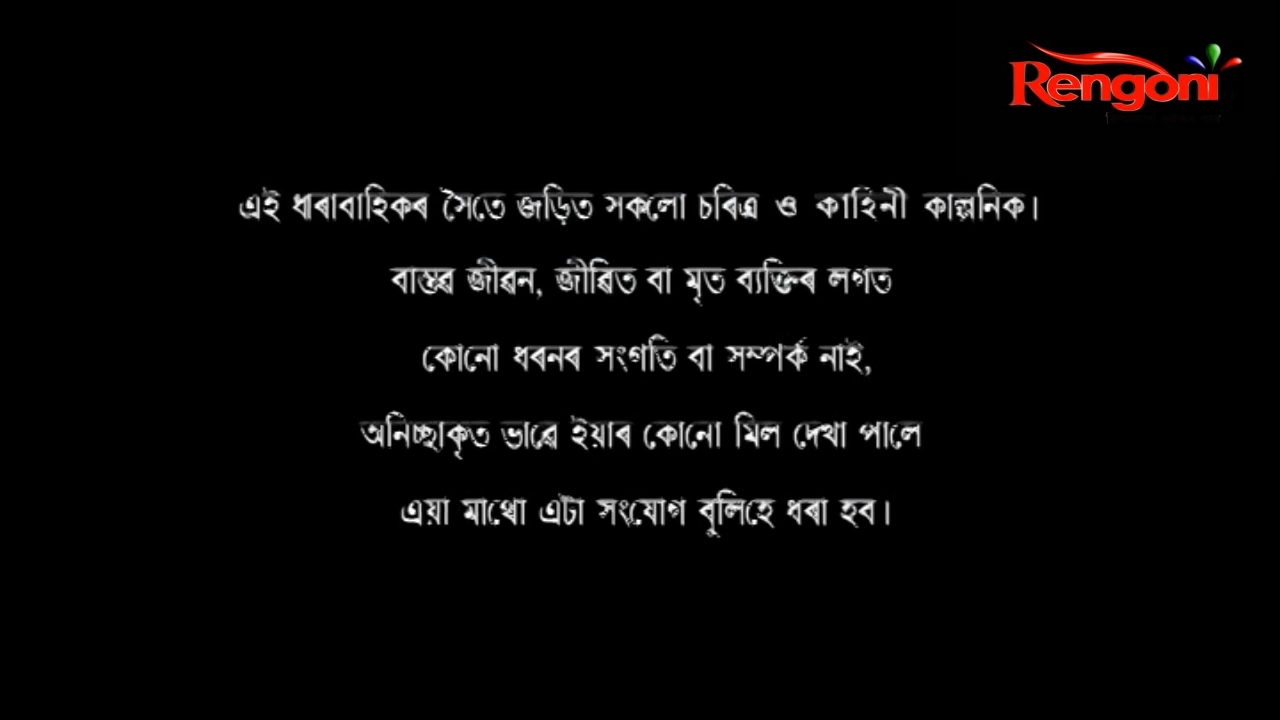 Rengoni
এই ধাৰাবাহিকৰ সৈতে জড়িত সকলো চৰিত্ৰ ও কাহিনী কাল্পনিক।
বাস্তৱ জীৱন, জীৱিত বা মৃত ব্যক্তিৰ লগত
কোনো ধৰনৰ সংগতি বা সম্পৰ্ক নাই,
অনিচ্ছাকৃত ভাৱে ইয়াৰ কোনো মিল দেখা পালে
এয়া মাথো এটা সংযোগ বুলিহে ধৰা হব।